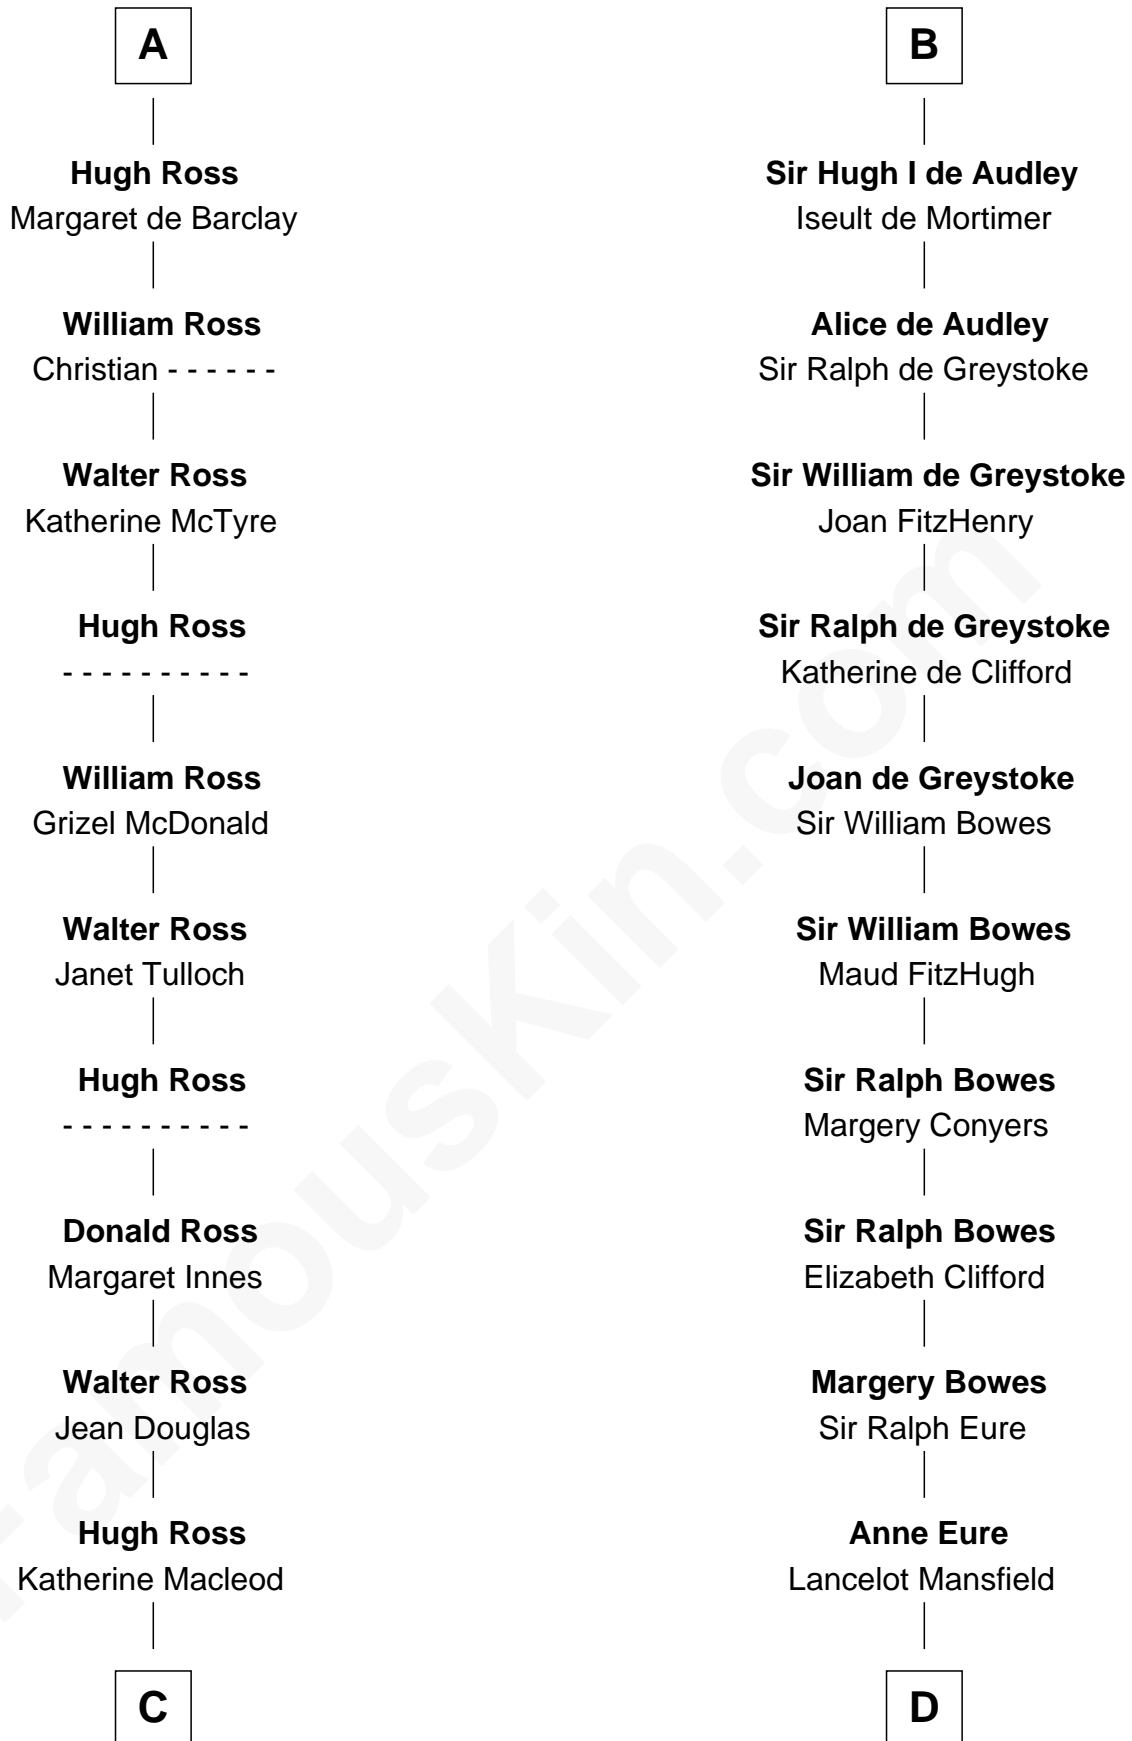 A
Hugh Ross
Margaret de Barclay
William Ross
Christian - - - - - -
Walter Ross
Katherine McTyre
Hugh Ross
- - - - - - - - - -
William Ross
Grizel McDonald
Walter Ross
Janet Tulloch
Hugh Ross
- - - - - - - - - -
Donald Ross
Margaret Innes
Walter Ross
Jean Douglas
Hugh Ross
Katherine Macleod
C
B
Sir Hugh I de Audley
Iseult de Mortimer
Alice de Audley
Sir Ralph de Greystoke
Sir William de Greystoke
Joan FitzHenry
Sir Ralph de Greystoke
Katherine de Clifford
Joan de Greystoke
Sir William Bowes
Sir William Bowes
Maud FitzHugh
Sir Ralph Bowes
Margery Conyers
Sir Ralph Bowes
Elizabeth Clifford
Margery Bowes
Sir Ralph Eure
Anne Eure
Lancelot Mansfield
D
FamousKin.com